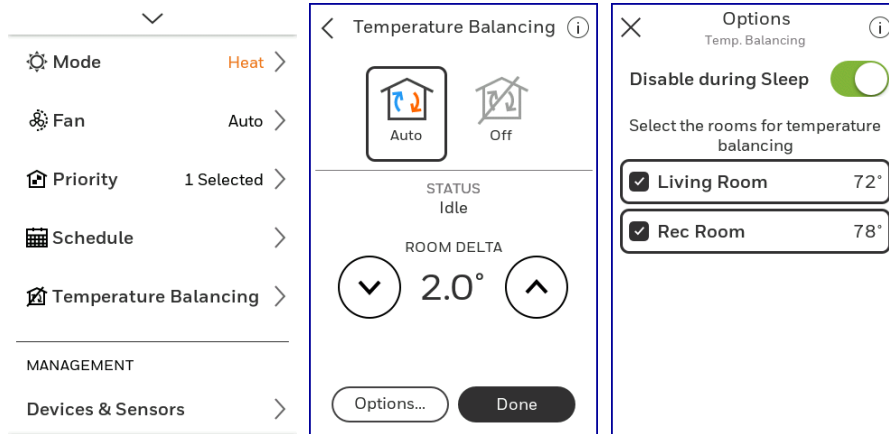 Mode Heat
Fan Auto
Priority 1 Selected
Schedule
Temperature Balancing
MANAGEMENT
Devices & Sensors
Temperature Balancing i
Auto Off
STATUS
Idle
ROOM DELTA
2.0°
Options... Done
Options i
Temp. Balancing
Disable during Sleep
Select the rooms for temperature
balancing
Living Room 72°
Rec Room 78°